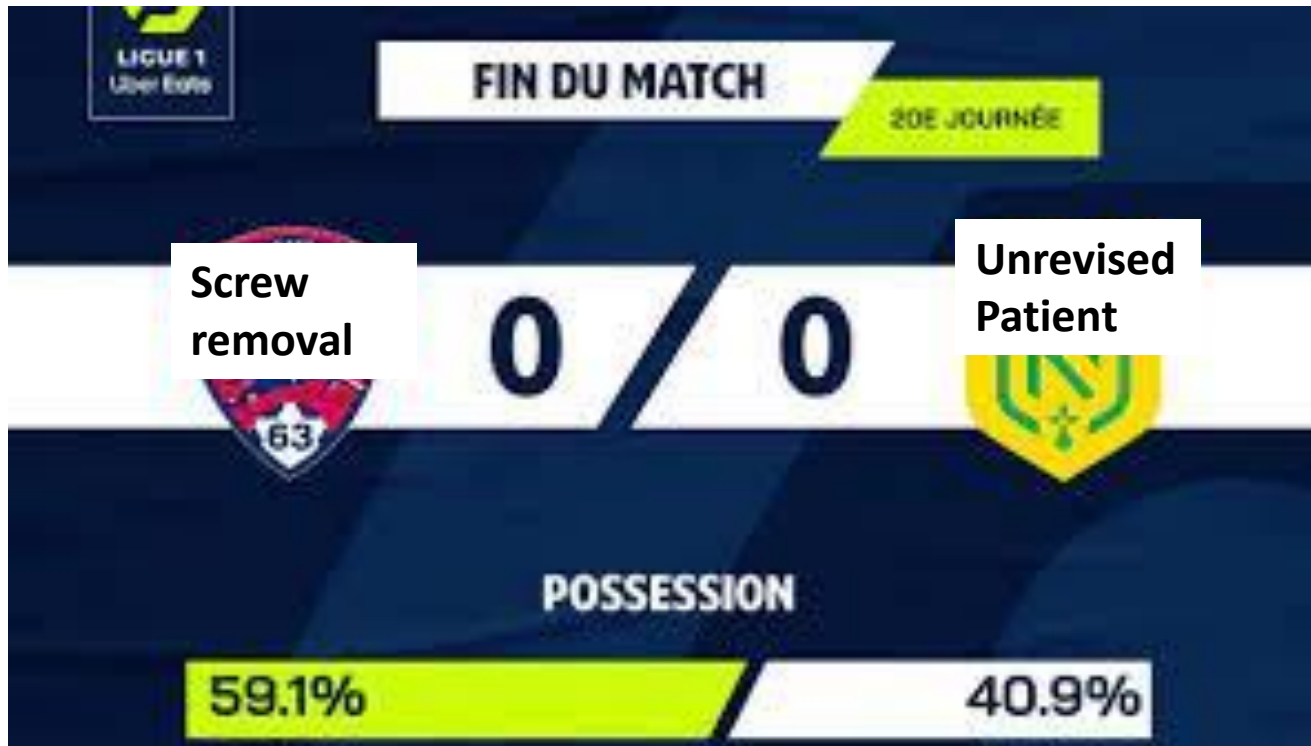 LIGUE 1
Uber Eats
FIN DU MATCH
20E JOURNÉE
Screw
removal
0 / 0
Unrevised
Patient
63
POSSESSION
59.1%
40.9%